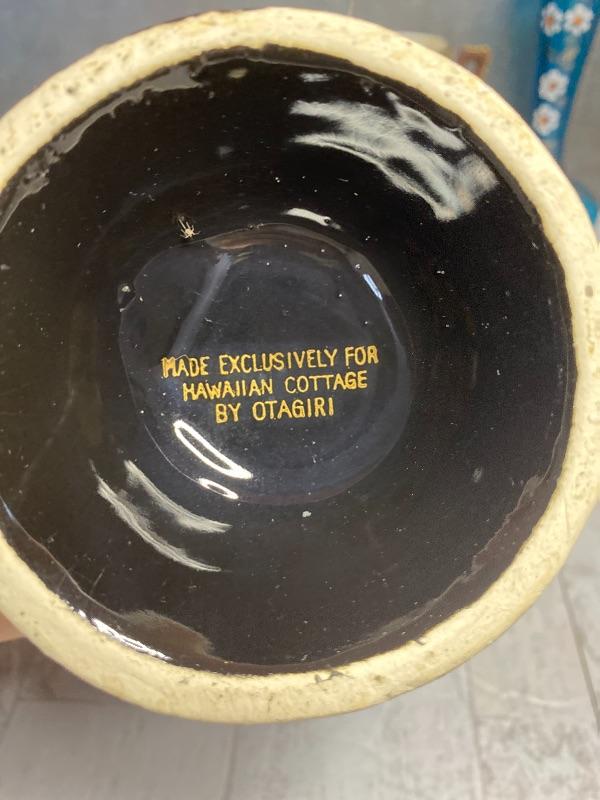 MADE EXCLUSIVELY FOR
HAWAIIAN COTTAGE
BY OTAGIRI